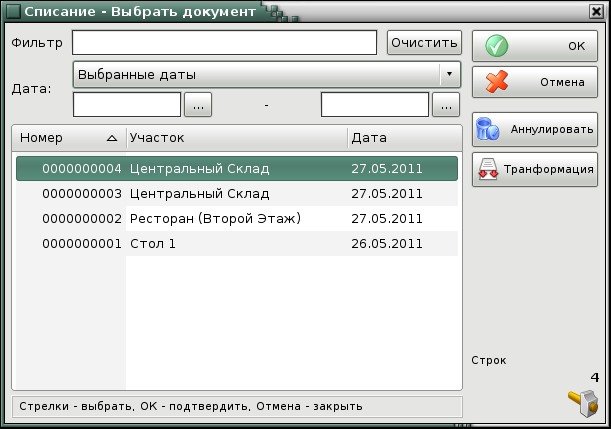 Списание - Выбрать документ
Фильтр Очистить OK
Выбранные даты Отмена
Дата:
... - ...
Аннулировать
Номер Участок Дата
0000000004 Центральный Склад 27.05.2011 Транформация
0000000003 Центральный Склад 27.05.2011
0000000002 Ресторан (Второй Этаж) 27.05.2011
0000000001 Стол 1 26.05.2011
Строк
4
Стрелки - выбрать, OK - подтвердить, Отмена - закрыть